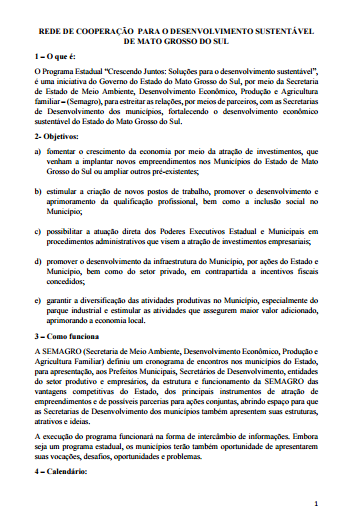 REDE DE COOPERAÇÃO PARA O DESENVOLVIMENTO SUSTENTÁVEL
DE MATO GROSSO DO SUL
1 – O que é:
O Programa Estadual “Crescendo Juntos: Soluções para o desenvolvimento sustentável”,
é uma iniciativa do Governo do Estado do Mato Grosso do Sul, por meio da Secretaria
de Estado de Meio Ambiente, Desenvolvimento Econômico, Produção e Agricultura
familiar – (Semagro), para estreitar as relações, por meios de parceiros, com as Secretarias
de Desenvolvimento dos municípios, fortalecendo o desenvolvimento econômico
sustentável do Estado do Mato Grosso do Sul.
2- Objetivos:
a) fomentar o crescimento da economia por meio da atração de investimentos, que
venham a implantar novos empreendimentos nos Municípios do Estado de Mato
Grosso do Sul ou ampliar outros pré-existentes;
b) estimular a criação de novos postos de trabalho, promover o desenvolvimento e
aprimoramento da qualificação profissional, bem como a inclusão social no
Município;
c) possibilitar a atuação direta dos Poderes Executivos Estadual e Municipais em
procedimentos administrativos que visem a atração de investimentos empresariais;
d) promover o desenvolvimento da infraestrutura do Município, por ações do Estado e
Município, bem como do setor privado, em contrapartida a incentivos fiscais
concedidos;
e) garantir a diversificação das atividades produtivas no Município, especialmente do
parque industrial e estimular as atividades que assegurem maior valor adicionado,
aprimorando a economia local.
3 – Como funciona
A SEMAGRO (Secretaria de Meio Ambiente, Desenvolvimento Econômico, Produção e
Agricultura Familiar) definiu um cronograma de encontros nos municípios do Estado,
para apresentação, aos Prefeitos Municipais, Secretários de Desenvolvimento, entidades
do setor produtivo e empresários, da estrutura e funcionamento da SEMAGRO das
vantagens competitivas do Estado, dos principais instrumentos de atração de
empreendimentos e de possíveis parcerias para ações conjuntas, abrindo espaço para que
as Secretarias de Desenvolvimento dos municípios também apresentem suas estruturas,
atrativos e ideias.
A execução do programa funcionará na forma de intercâmbio de informações. Embora
seja um programa estadual, os municípios terão também oportunidade de apresentarem
suas vocações, desafios, oportunidades e problemas.
4 – Calendário:
1